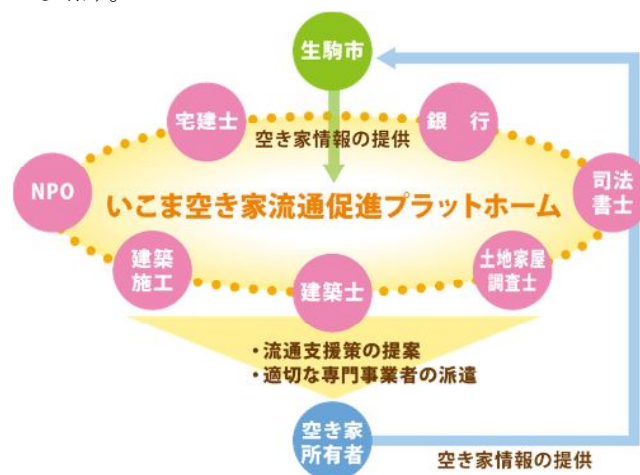 生駒市
宅建士
銀 行
空き家情報の提供
NPO
司法
書士
いこま空き家流通促進プラットホーム
建築
施工
建築士
土地家屋
調査士
・流通支援策の提案
・適切な専門事業者の派遣
空き家
所有者
空き家情報の提供